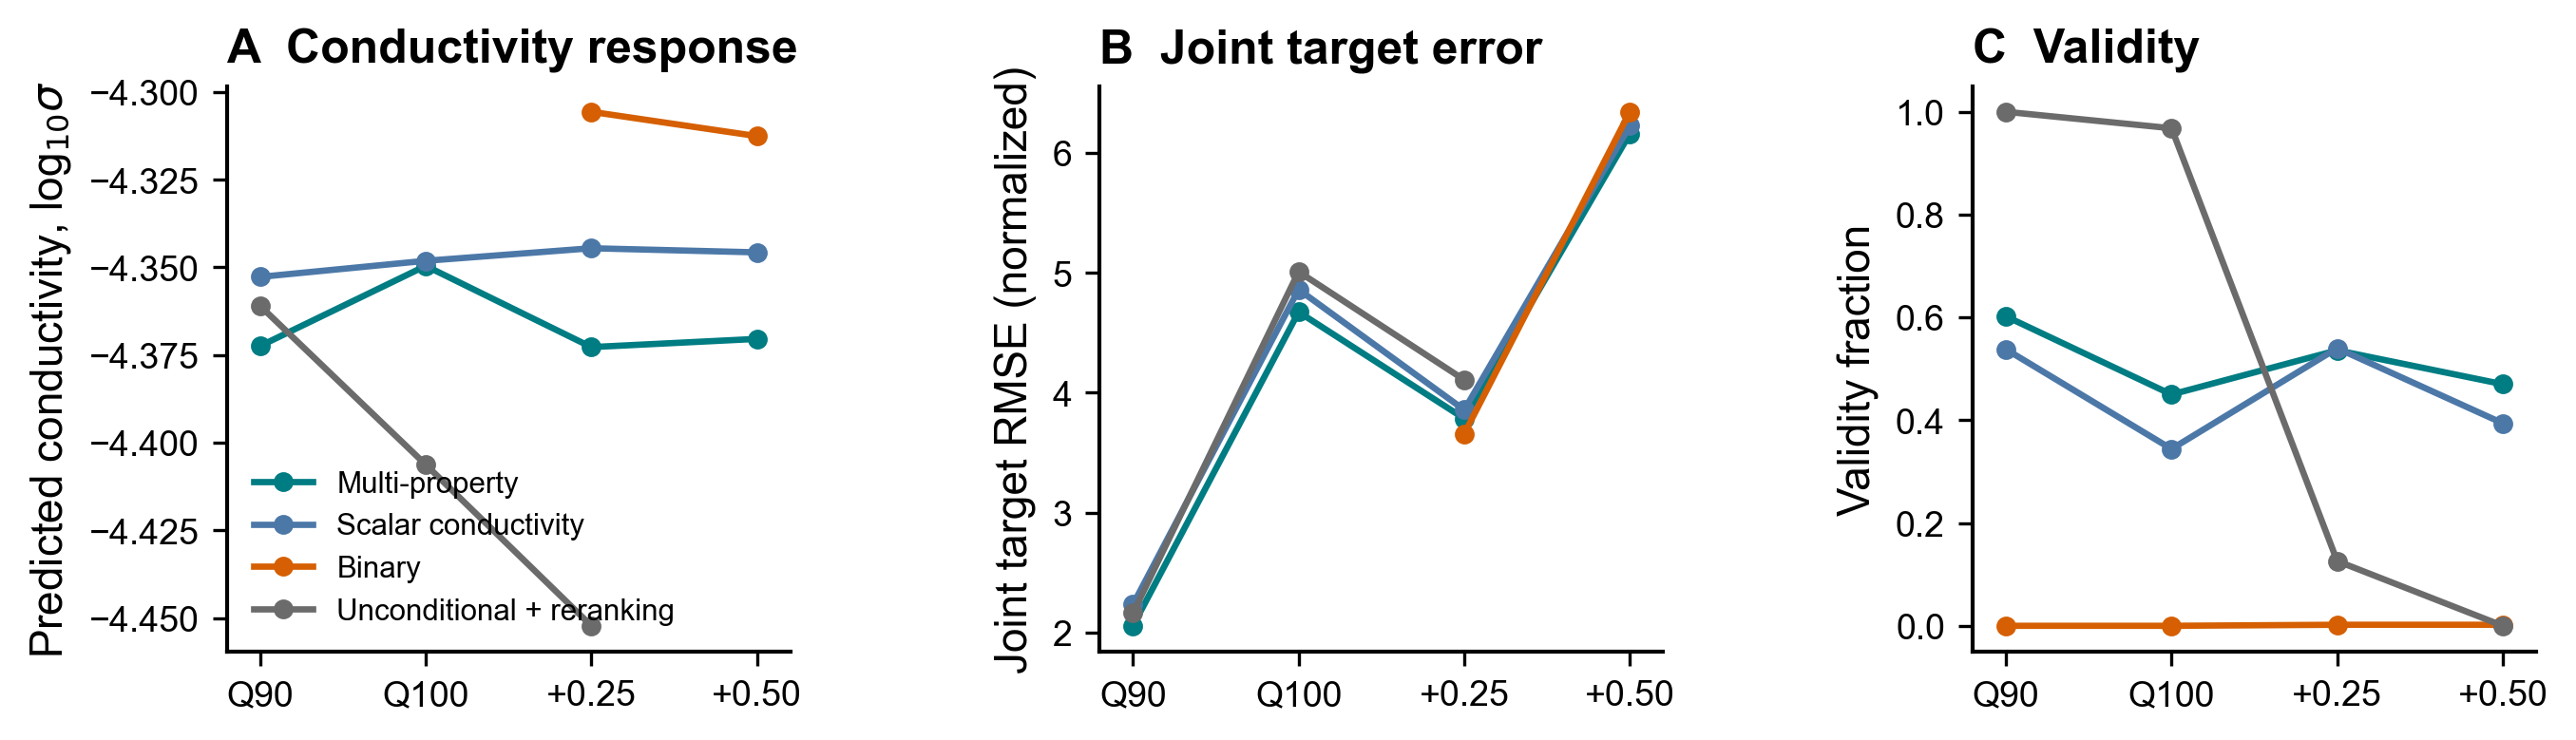 A Conductivity response
Predicted conductivity, log₁₀σ
−4.300
−4.325
−4.350
−4.375
−4.400
−4.425
−4.450
Multi-property
Scalar conductivity
Binary
Unconditional + reranking
Q90 Q100 +0.25 +0.50
B Joint target error
Joint target RMSE (normalized)
6
5
4
3
2
Q90 Q100 +0.25 +0.50
C Validity
Validity fraction
1.0
0.8
0.6
0.4
0.2
0.0
Q90 Q100 +0.25 +0.50